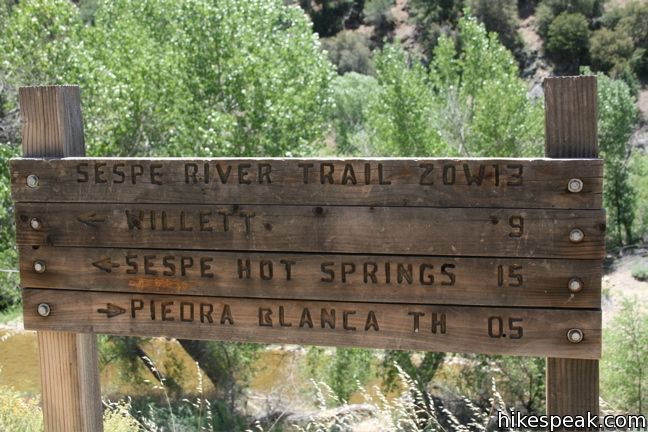 SESPE RIVER TRAIL 20W13
← WILLETT 9
← SESPE HOT SPRINGS 15
→ PIEDRA BLANCA TH 0.5
hikespeak.com